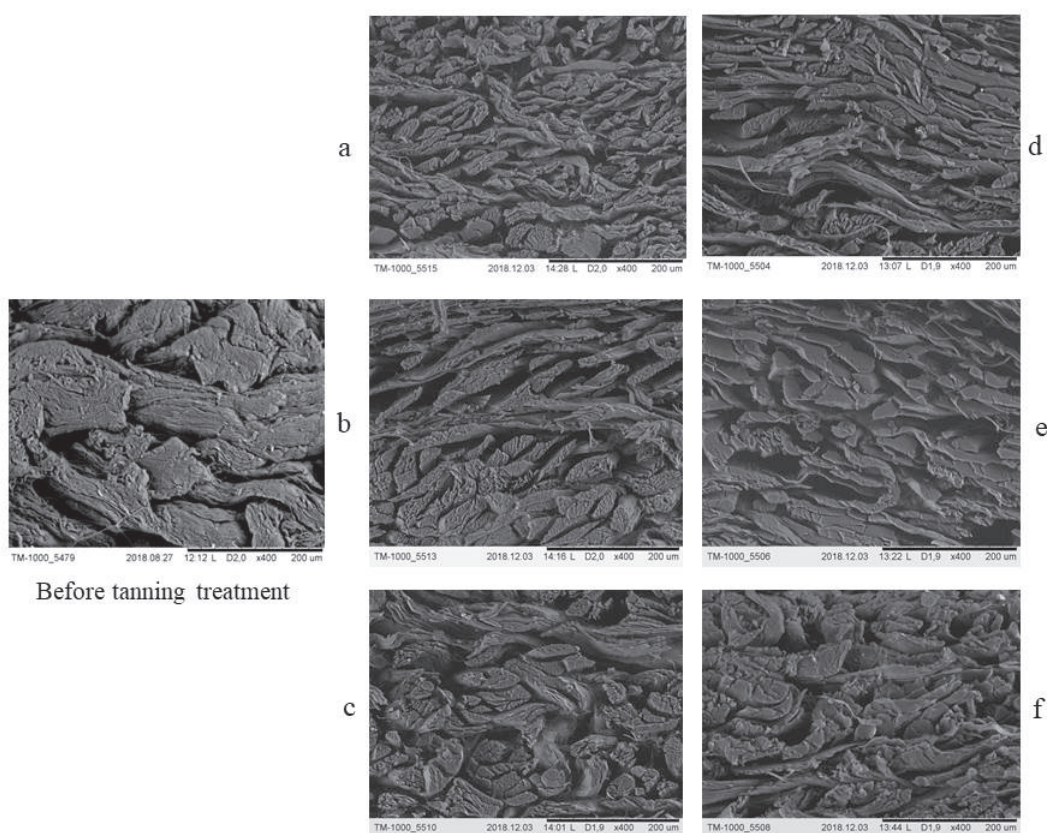 a
TM-1000_5515 2018.12.03 14:28 L D2,0 x400 200 um
d
TM-1000_5504 2018.12.03 13:07 L D1,9 x400 200 um
TM-1000_5479 2018.08.27 12:12 L D2,0 x400 200 um
Before tanning treatment
b
TM-1000_5513 2018.12.03 14:16 L D2,0 x400 200 um
e
TM-1000_5506 2018.12.03 13:22 L D1,9 x400 200 um
c
TM-1000_5510 2018.12.03 14:01 L D1,9 x400 200 um
f
TM-1000_5508 2018.12.03 13:44 L D1,9 x400 200 um